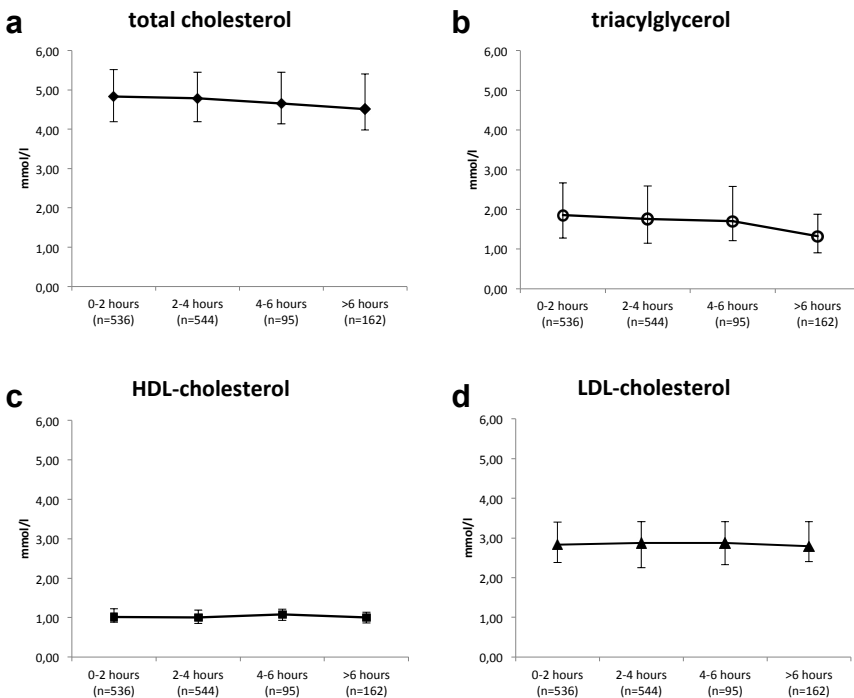 a
total cholesterol
6,00
5,00
4,00
3,00
2,00
1,00
0,00
mmol/l
0-2 hours
(n=536)
2-4 hours
(n=544)
4-6 hours
(n=95)
>6 hours
(n=162)
b
triacylglycerol
6,00
5,00
4,00
3,00
2,00
1,00
0,00
mmol/l
0-2 hours
(n=536)
2-4 hours
(n=544)
4-6 hours
(n=95)
>6 hours
(n=162)
c
HDL-cholesterol
6,00
5,00
4,00
3,00
2,00
1,00
0,00
mmol/l
0-2 hours
(n=536)
2-4 hours
(n=544)
4-6 hours
(n=95)
>6 hours
(n=162)
d
LDL-cholesterol
6,00
5,00
4,00
3,00
2,00
1,00
0,00
mmol/l
0-2 hours
(n=536)
2-4 hours
(n=544)
4-6 hours
(n=95)
>6 hours
(n=162)